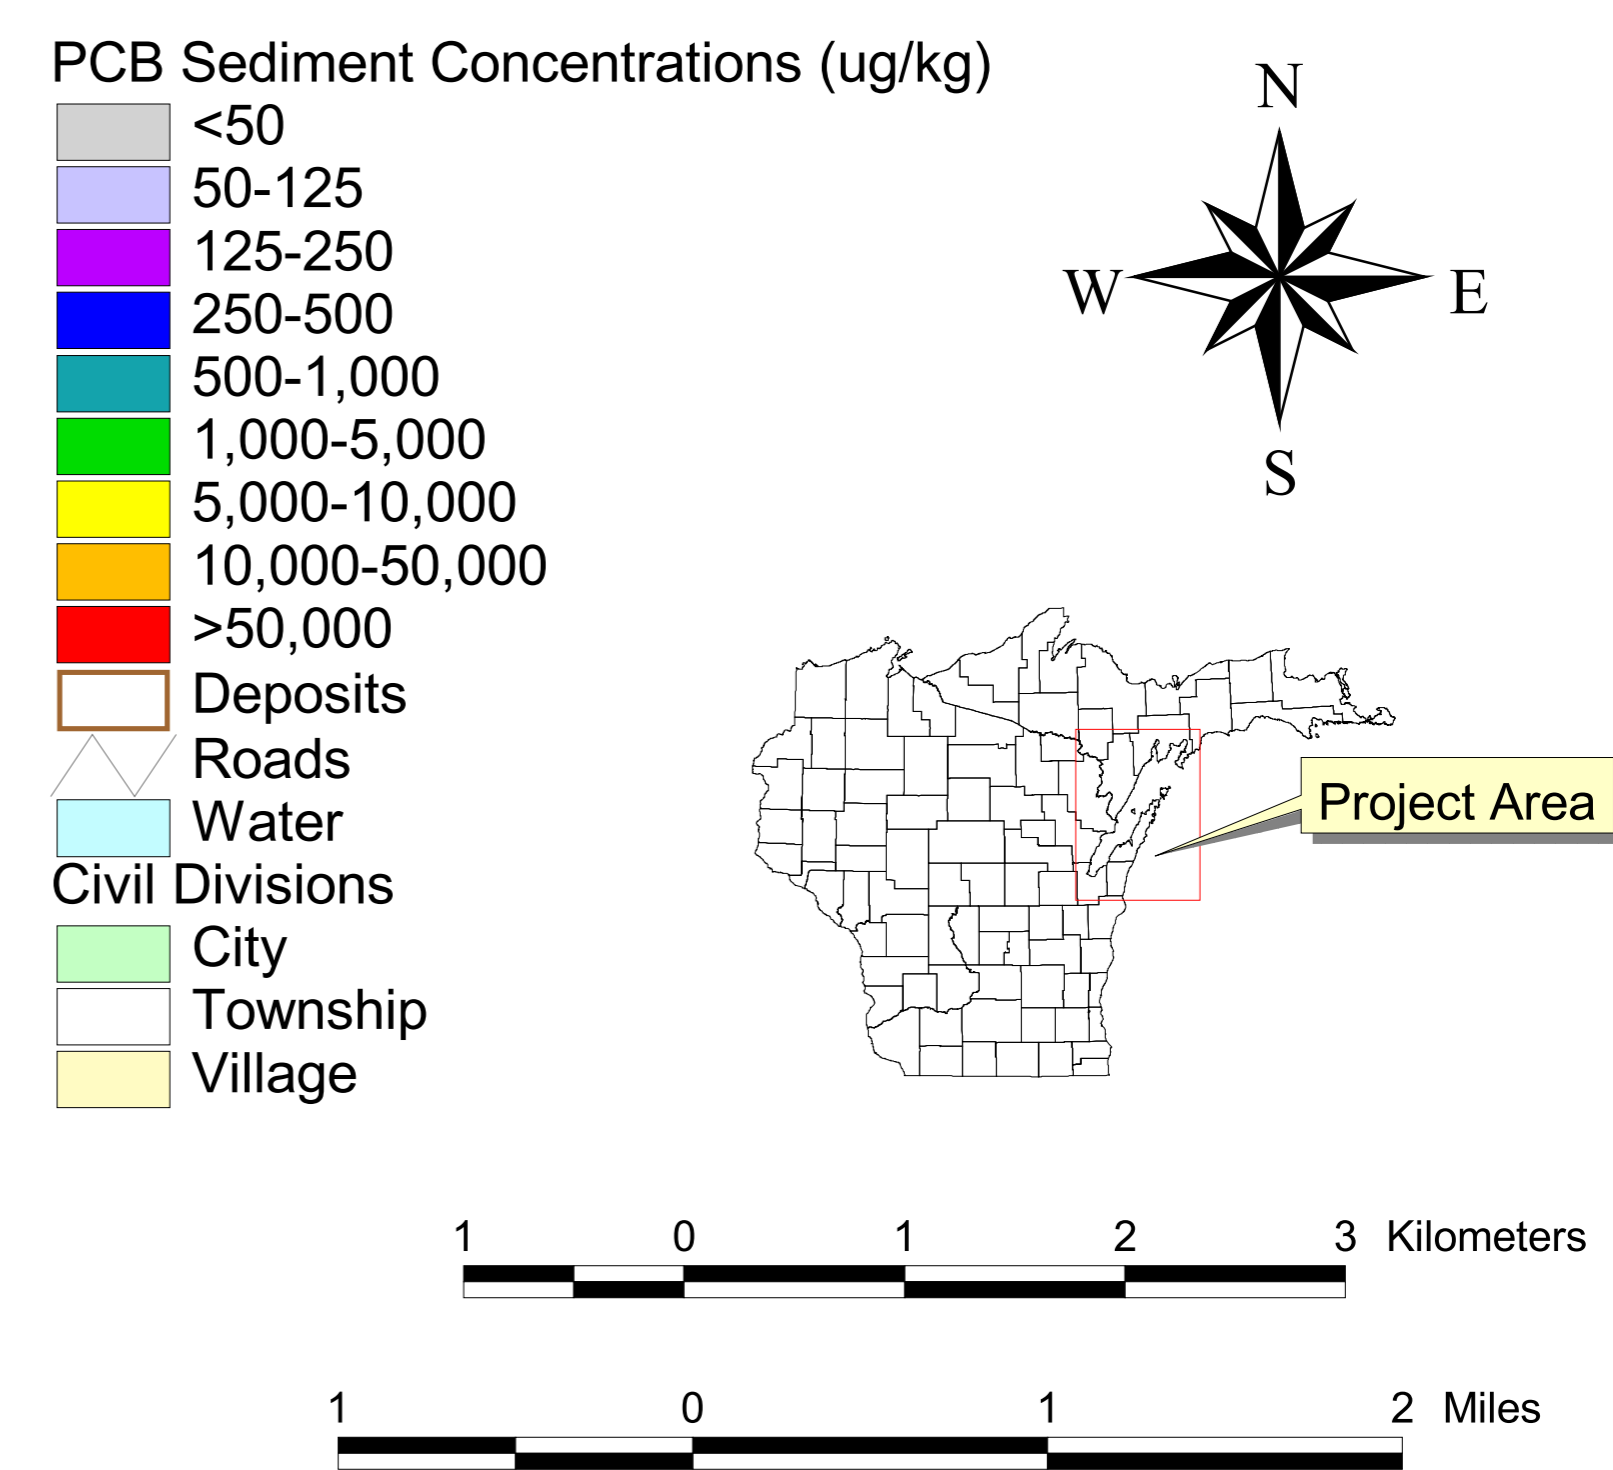 PCB Sediment Concentrations (ug/kg)
<50
50-125
125-250
250-500
500-1,000
1,000-5,000
5,000-10,000
10,000-50,000
>50,000
Deposits
Roads
Water
Civil Divisions
City
Township
Village
N
W E
S
Project Area
1 0 1 2 3 Kilometers
1 0 1 2 Miles